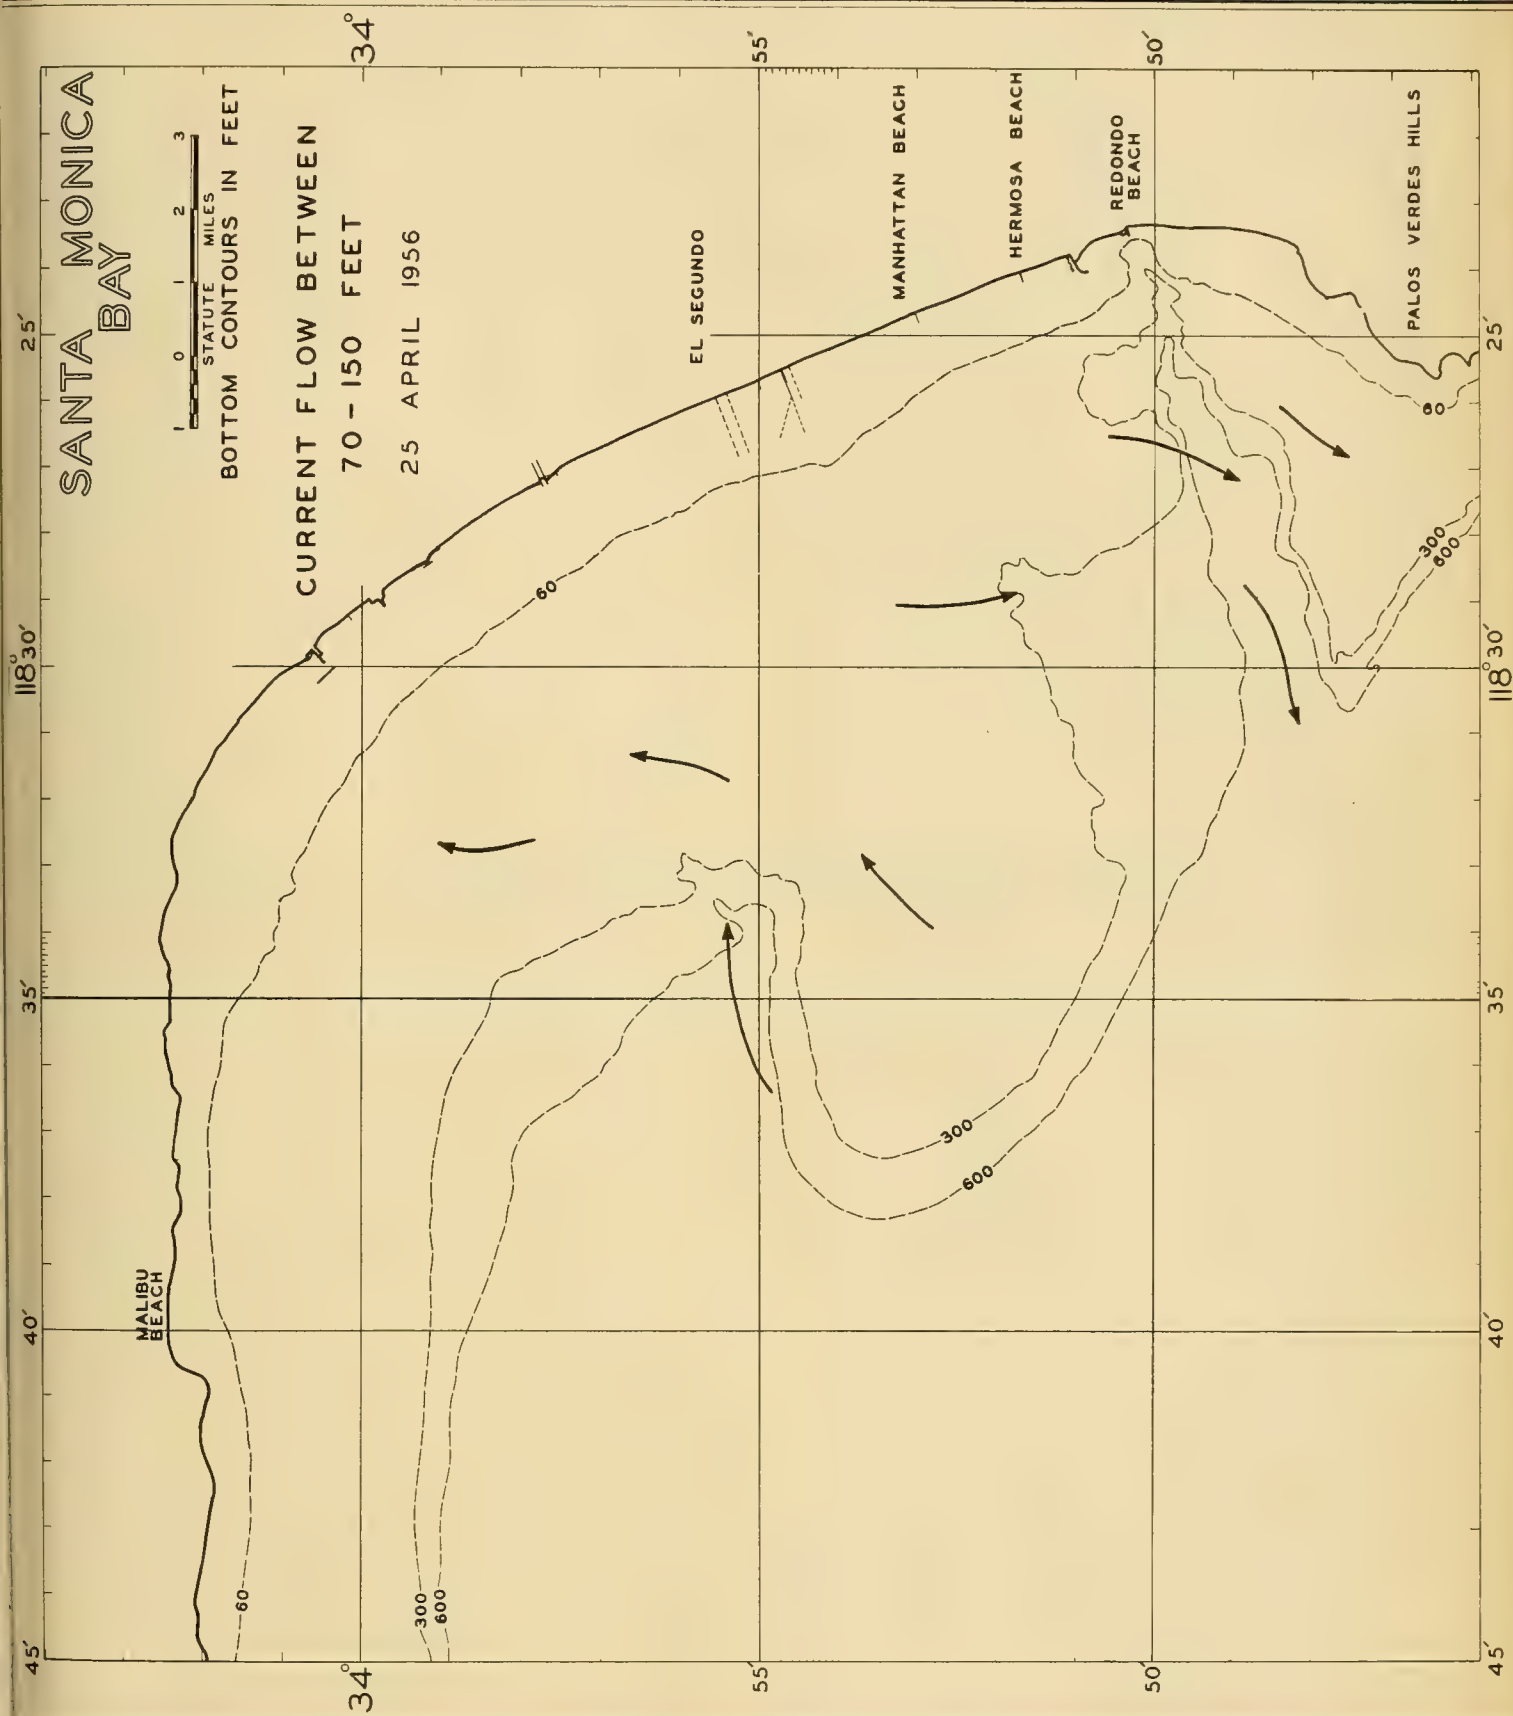 SANTA MONICA
BAY
1 0 1 2 3
STATUTE MILES
BOTTOM CONTOURS IN FEET
CURRENT FLOW BETWEEN
70 – 150 FEET
25 APRIL 1956
45′
40′
35′
118°30′
25′
34°
55′
50′
MALIBU
BEACH
EL SEGUNDO
MANHATTAN BEACH
HERMOSA BEACH
REDONDO
BEACH
PALOS VERDES HILLS
60
60
60
300
600
300
600
300
600
34°
55′
50′
45′
40′
35′
118°30′
25′